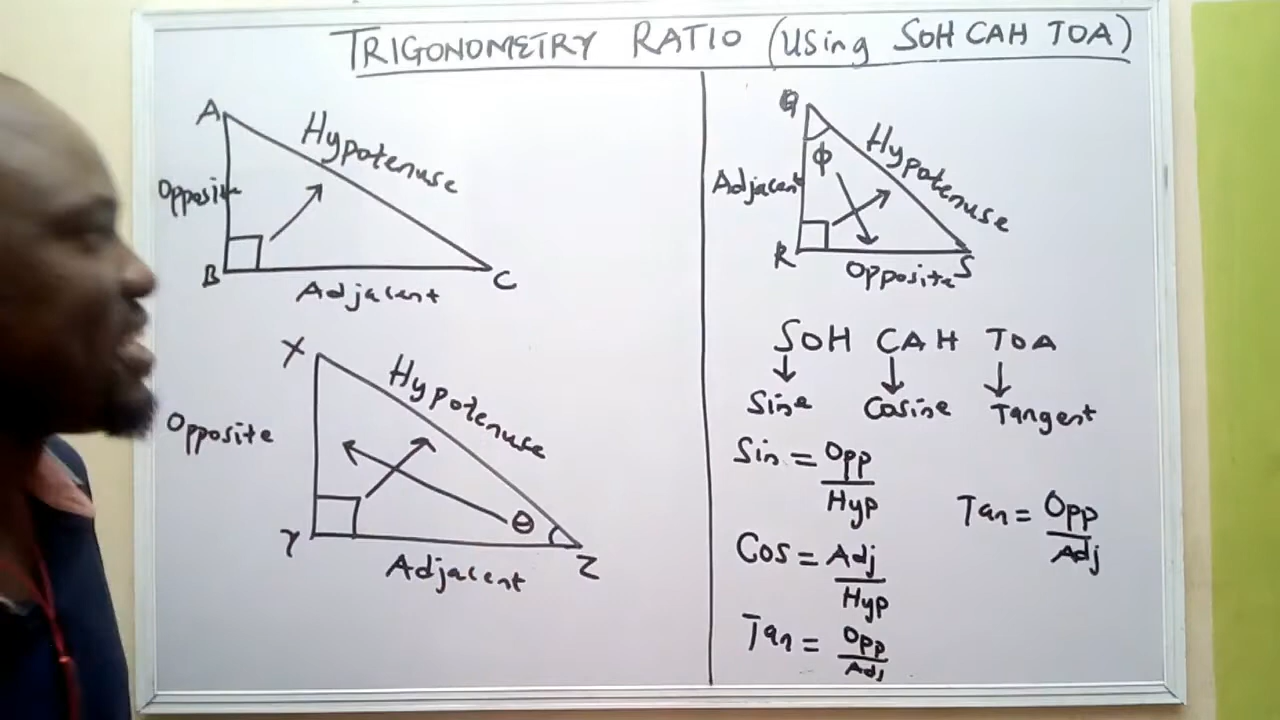 TRIGONOMETRY RATIO (Using SOH CAH TOA)
A
Hypotenuse
Opposite
B
Adjacent
C
X
Hypotenuse
Opposite
θ
Y
Adjacent
Z
Q
Hypotenuse
ϕ
Adjacent
R
Opposite
S
SOH CAH TOA
Sine Cosine Tangent
Sin = Opp
Hyp
Tan = Opp
Adj
Cos = Adj
Hyp
Tan = Opp
Adj